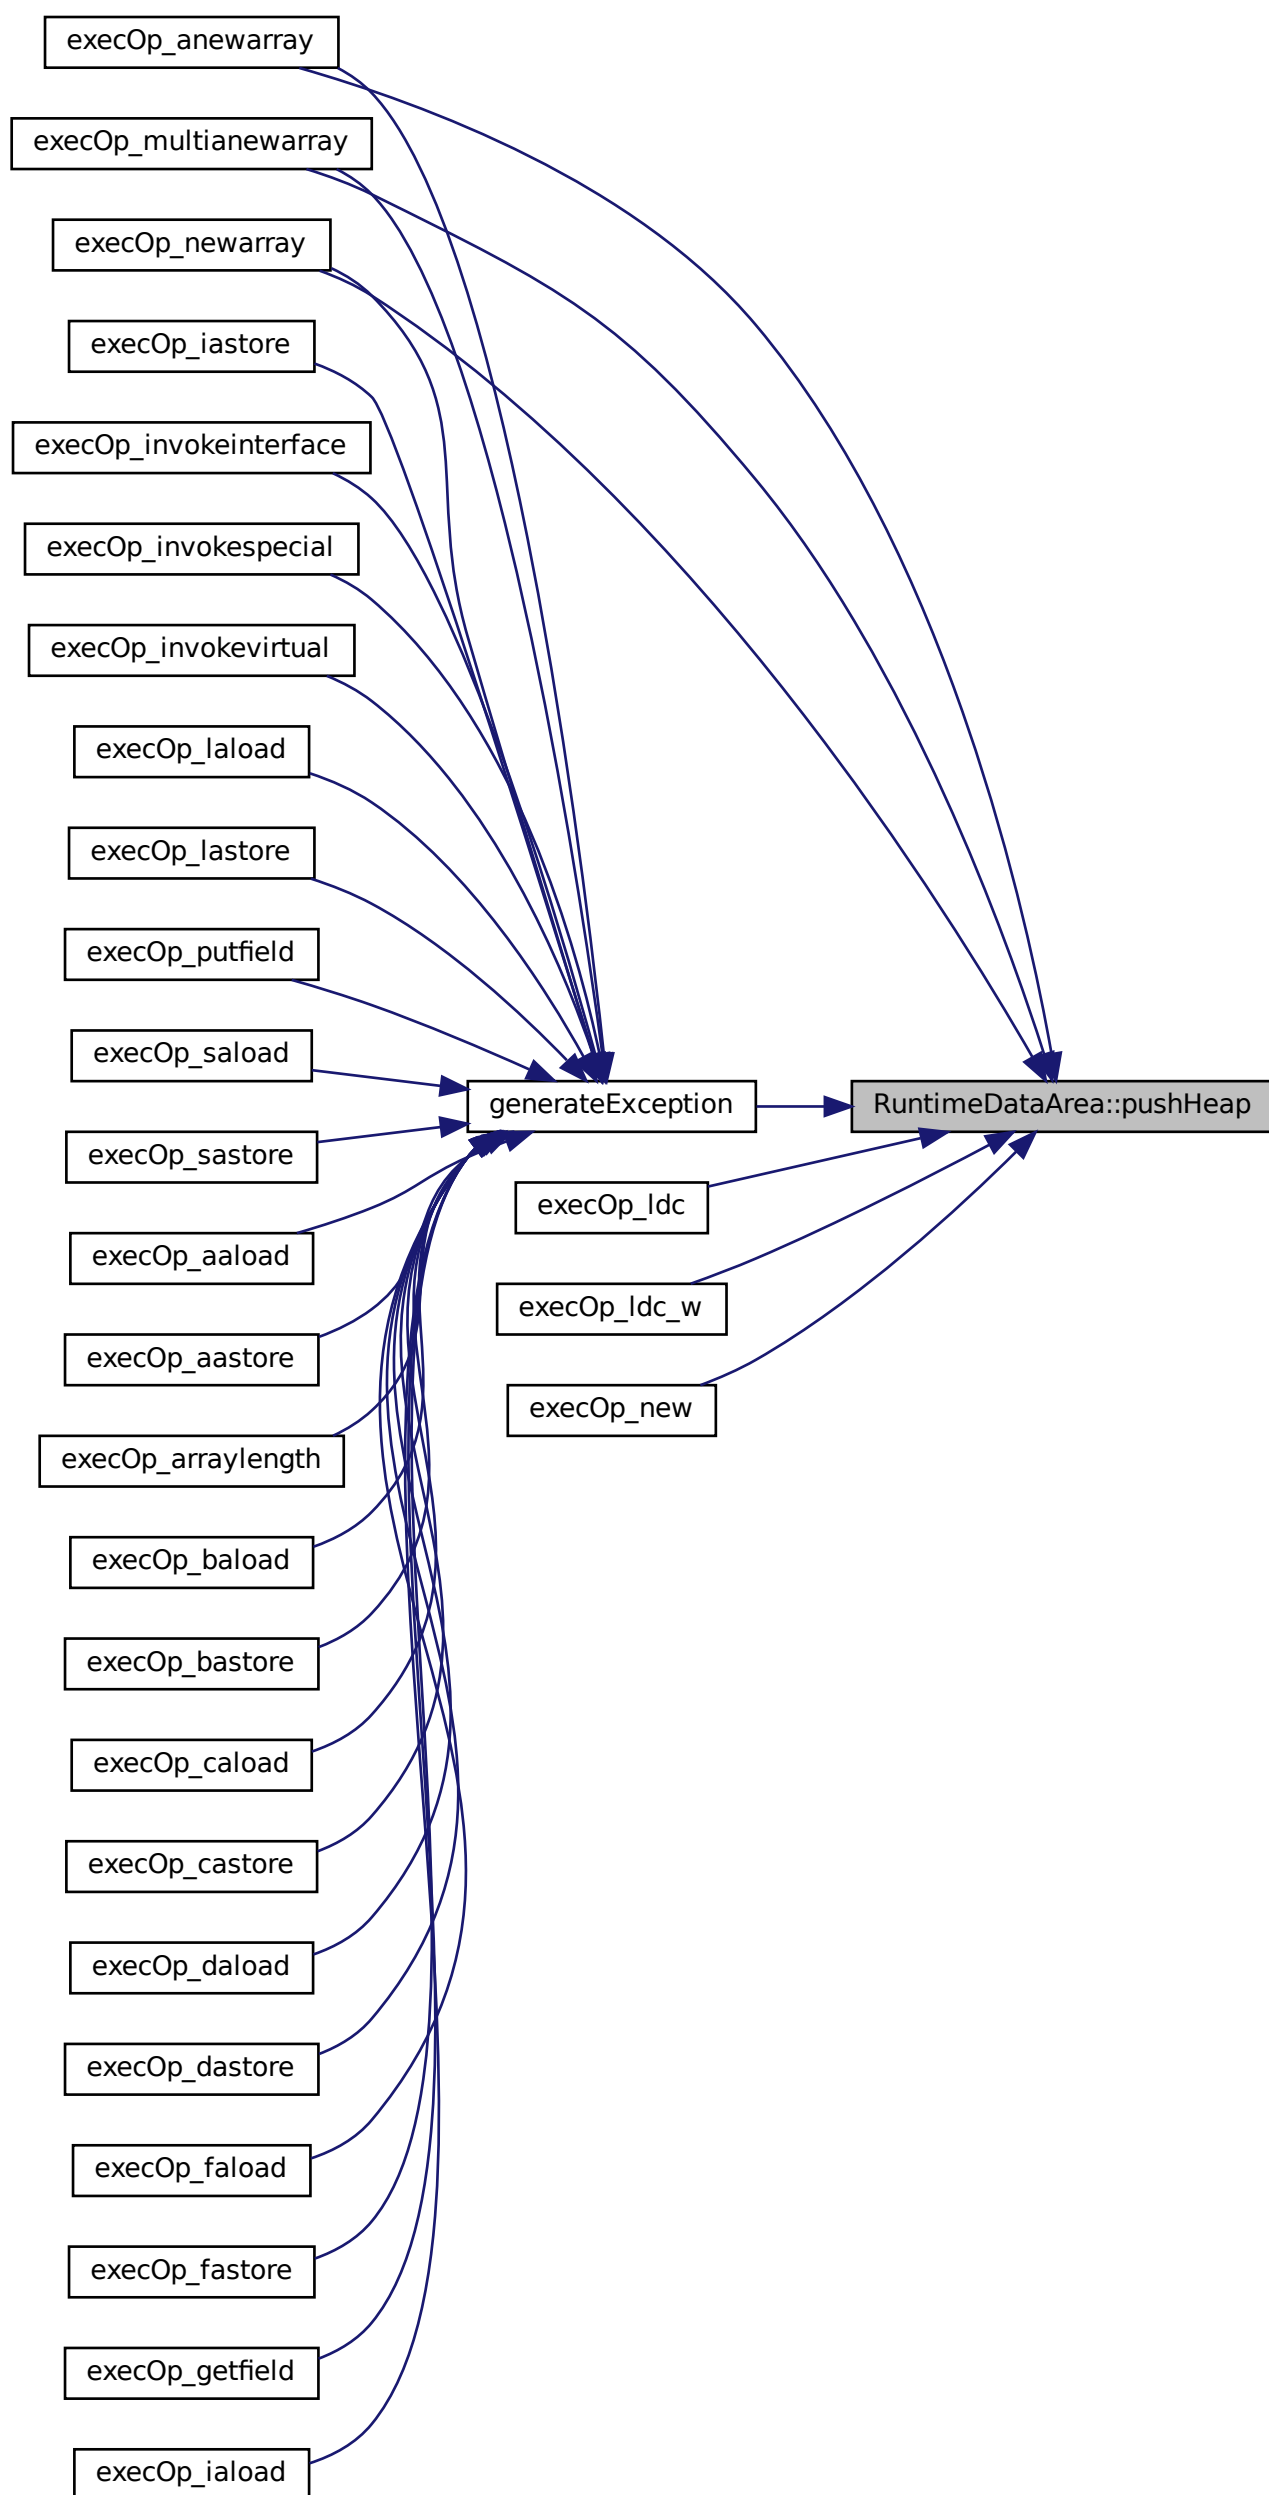 execOp_anewarray
execOp_multianewarray
execOp_newarray
execOp_iastore
execOp_invokeinterface
execOp_invokespecial
execOp_invokevirtual
execOp_laload
execOp_lastore
execOp_putfield
execOp_saload
execOp_sastore
execOp_aaload
execOp_aastore
execOp_arraylength
execOp_baload
execOp_bastore
execOp_caload
execOp_castore
execOp_daload
execOp_dastore
execOp_faload
execOp_fastore
execOp_getfield
execOp_iaload
generateException
execOp_ldc
execOp_ldc_w
execOp_new
RuntimeDataArea::pushHeap